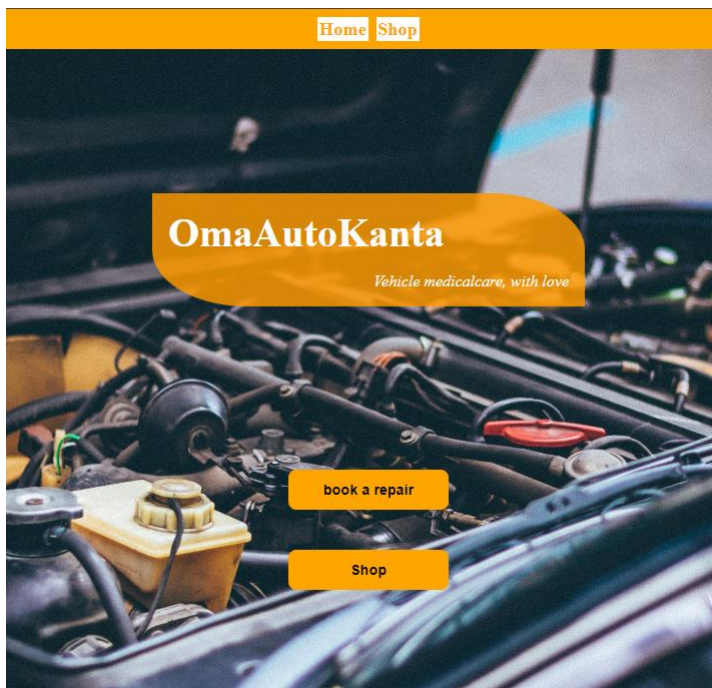 Home Shop
OmaAutoKanta
Vehicle medicalcare, with love
book a repair
Shop